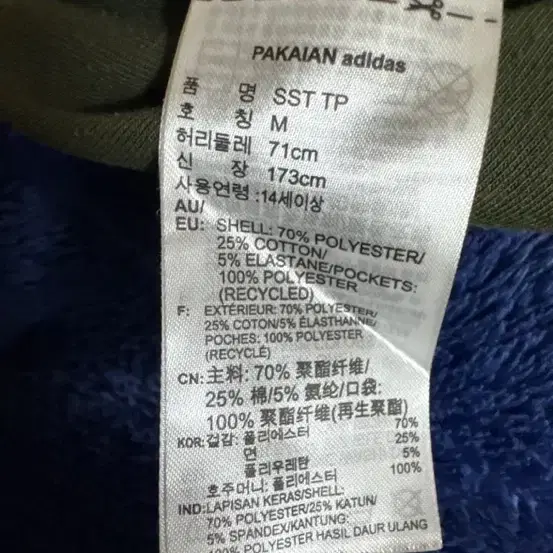 PAKAIAN adidas
품 명 SST TP
호 칭 M
허리둘레 71cm
신 장 173cm
사용연령 :14세이상
AU/
EU: SHELL: 70% POLYESTER/
25% COTTON/
5% ELASTANE/POCKETS:
100% POLYESTER
(RECYCLED)
F: EXTÉRIEUR: 70% POLYESTER/
25% COTON/5% ÉLASTHANNE/
POCHES: 100% POLYESTER
(RECYCLÉ)
CN: 主料: 70% 聚酯纤维/
25% 棉/5% 氨纶/口袋:
100% 聚酯纤维(再生聚酯)
KOR: 겉감: 폴리에스터 70%
면 25%
폴리우레탄 5%
호주머니: 폴리에스터 100%
IND: LAPISAN KERAS/SHELL:
70% POLYESTER/25% KATUN/
5% SPANDEX/KANTUNG:
100% POLYESTER HASIL DAUR ULANG